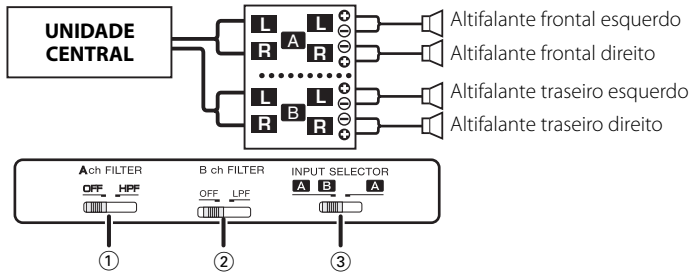 UNIDADE
CENTRAL
L L
R A R
L L
R B R
Altifalante frontal esquerdo
Altifalante frontal direito
Altifalante traseiro esquerdo
Altifalante traseiro direito
A ch FILTER
OFF HPF
B ch FILTER
OFF LPF
INPUT SELECTOR
A B A
① ② ③